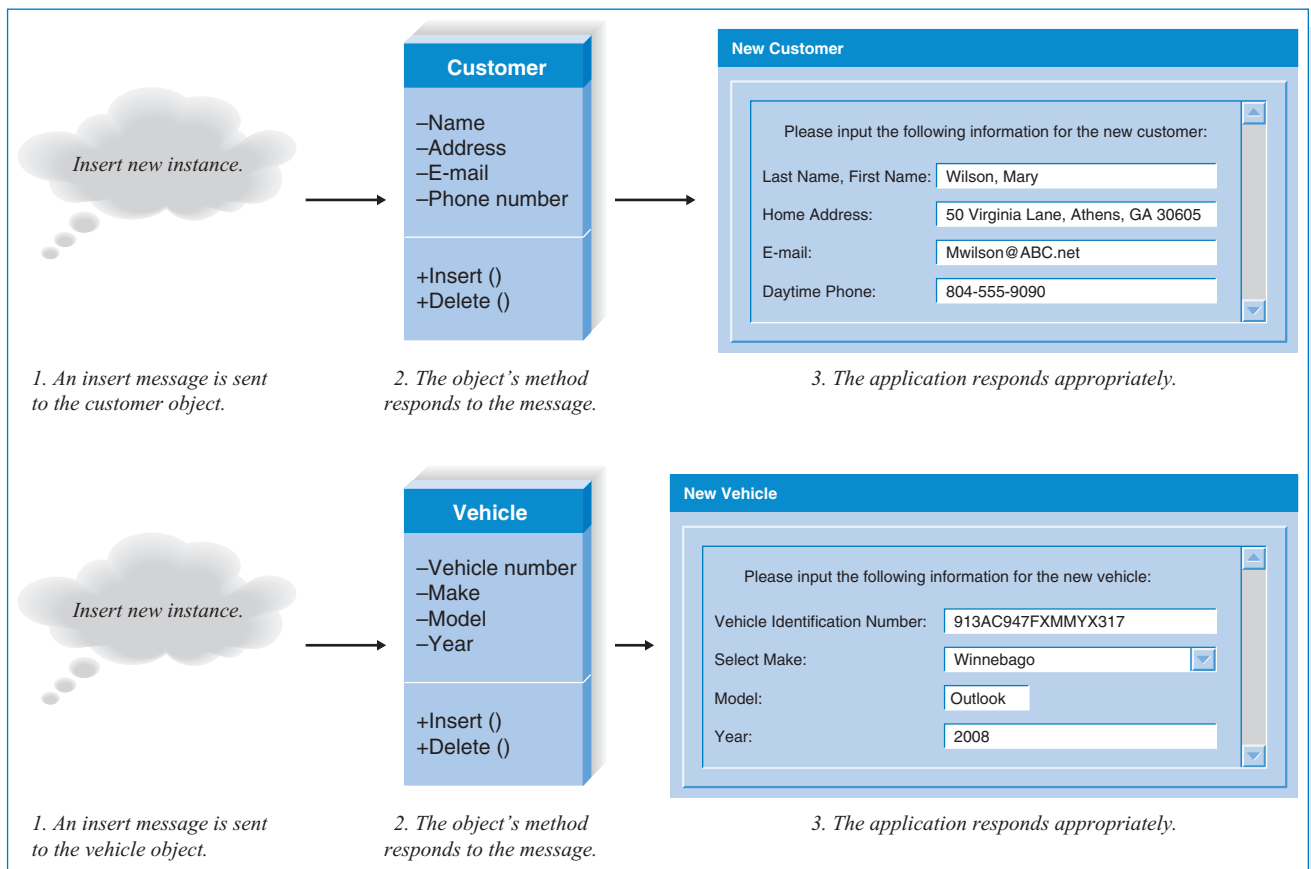 Insert new instance.
Customer
–Name
–Address
–E-mail
–Phone number
+Insert ()
+Delete ()
New Customer
Please input the following information for the new customer:
Last Name, First Name: Wilson, Mary
Home Address: 50 Virginia Lane, Athens, GA 30605
E-mail: Mwilson@ABC.net
Daytime Phone: 804-555-9090
1. An insert message is sent
to the customer object.
2. The object's method
responds to the message.
3. The application responds appropriately.
Insert new instance.
Vehicle
–Vehicle number
–Make
–Model
–Year
+Insert ()
+Delete ()
New Vehicle
Please input the following information for the new vehicle:
Vehicle Identification Number: 913AC947FXMMYX317
Select Make: Winnebago
Model: Outlook
Year: 2008
1. An insert message is sent
to the vehicle object.
2. The object's method
responds to the message.
3. The application responds appropriately.